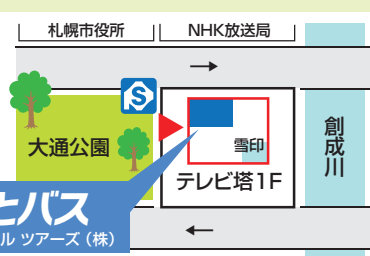 札幌市役所
NHK放送局
S
大通公園
雪印
テレビ塔1F
創成川
とバス
ル ツアーズ（株）